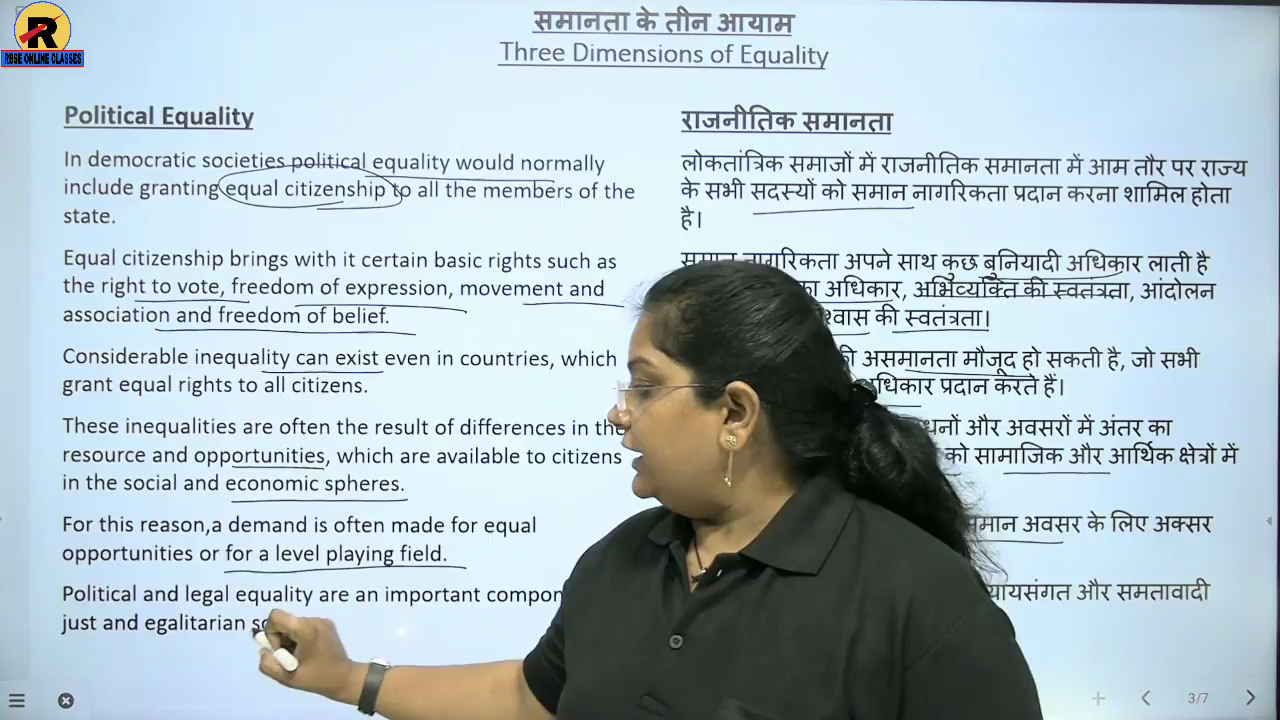 R
RBSE ONLINE CLASSES
समानता के तीन आयाम
Three Dimensions of Equality
Political Equality
In democratic societies political equality would normally
include granting equal citizenship to all the members of the
state.
Equal citizenship brings with it certain basic rights such as
the right to vote, freedom of expression, movement and
association and freedom of belief.
Considerable inequality can exist even in countries, which
grant equal rights to all citizens.
These inequalities are often the result of differences in the
resource and opportunities, which are available to citizens
in the social and economic spheres.
For this reason,a demand is often made for equal
opportunities or for a level playing field.
Political and legal equality are an important
just and egalitarian
राजनीतिक समानता
लोकतांत्रिक समाजों में राजनीतिक समानता में आम तौर पर राज्य
के सभी सदस्यों को समान नागरिकता प्रदान करना शामिल होता
है।
समान नागरिकता अपने साथ कुछ बुनियादी अधिकार लाती है
अधिकार, अभिव्यक्ति की स्वतंत्रता, आंदोलन
की स्वतंत्रता।
असमानता मौजूद हो सकती है, जो सभी
अधिकार प्रदान करते हैं।
और अवसरों में अंतर का
को सामाजिक और आर्थिक क्षेत्रों में
समान अवसर के लिए अक्सर
और समतावादी
3/7